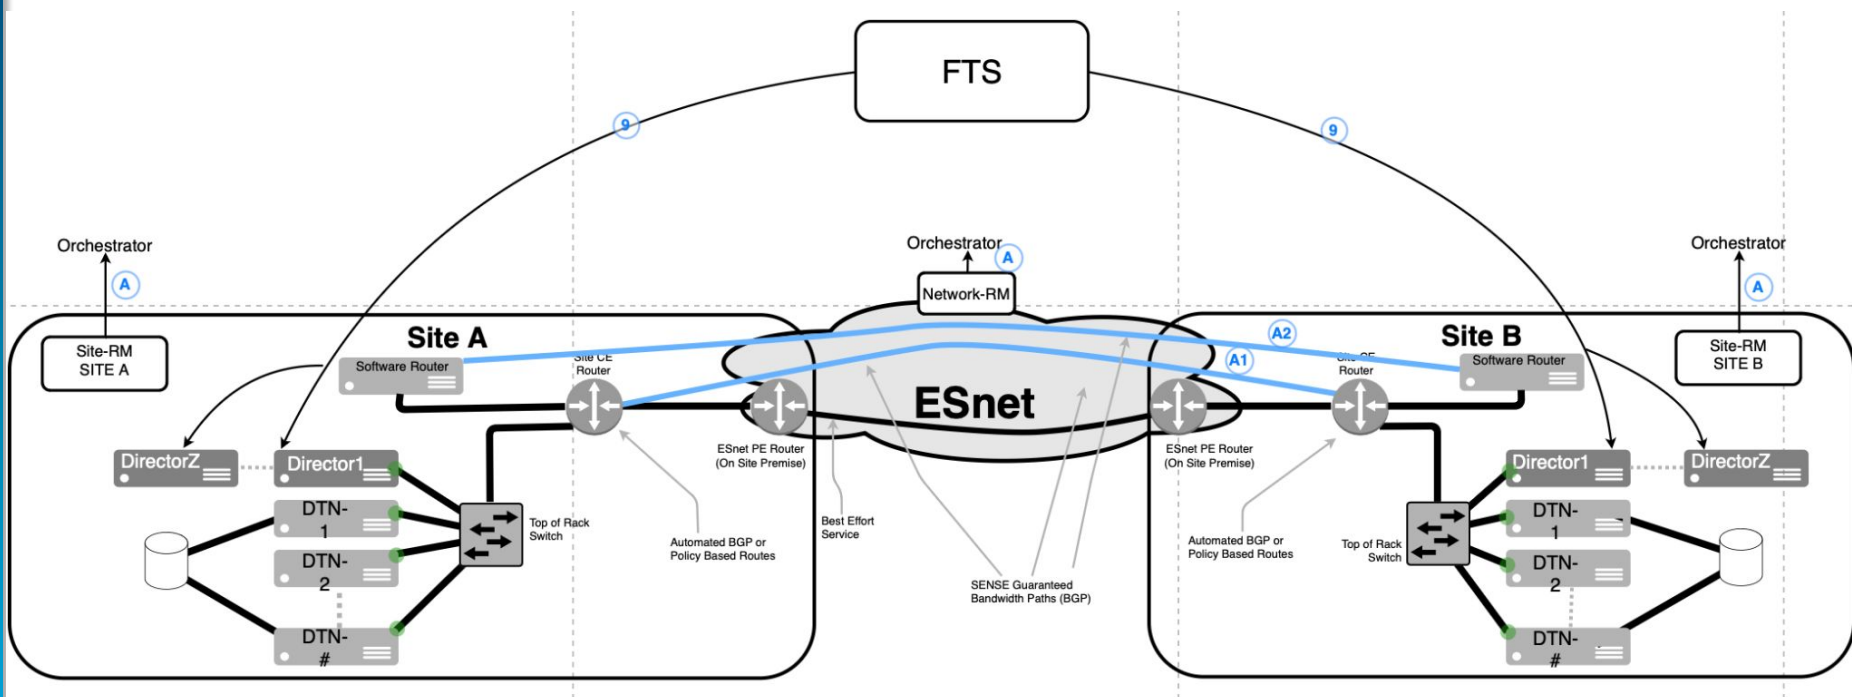 FTS
9
9
Orchestrator
A
Orchestrator
A
Orchestrator
A
Network-RM
Site-RM
SITE A
Site A
Software Router
Site CE
Router
A2
A1
Site B
Software Router
Site CE
Router
Site-RM
SITE B
ESnet
ESnet PE Router
(On Site Premise)
ESnet PE Router
(On Site Premise)
DirectorZ
Director1
DTN-
1
DTN-
2
DTN-
#
Top of Rack
Switch
Automated BGP or
Policy Based Routes
Best Effort
Service
SENSE Guaranteed
Bandwidth Paths (BGP)
Automated BGP or
Policy Based Routes
Top of Rack
Switch
Director1
DirectorZ
DTN-
1
DTN-
2
DTN-
#